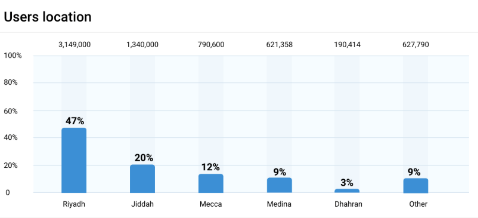 Users location
3,149,000 1,340,000 790,600 621,358 190,414 627,790
100%
80%
60%
40%
20%
0
47% 20% 12% 9% 3% 9%
Riyadh Jiddah Mecca Medina Dhahran Other